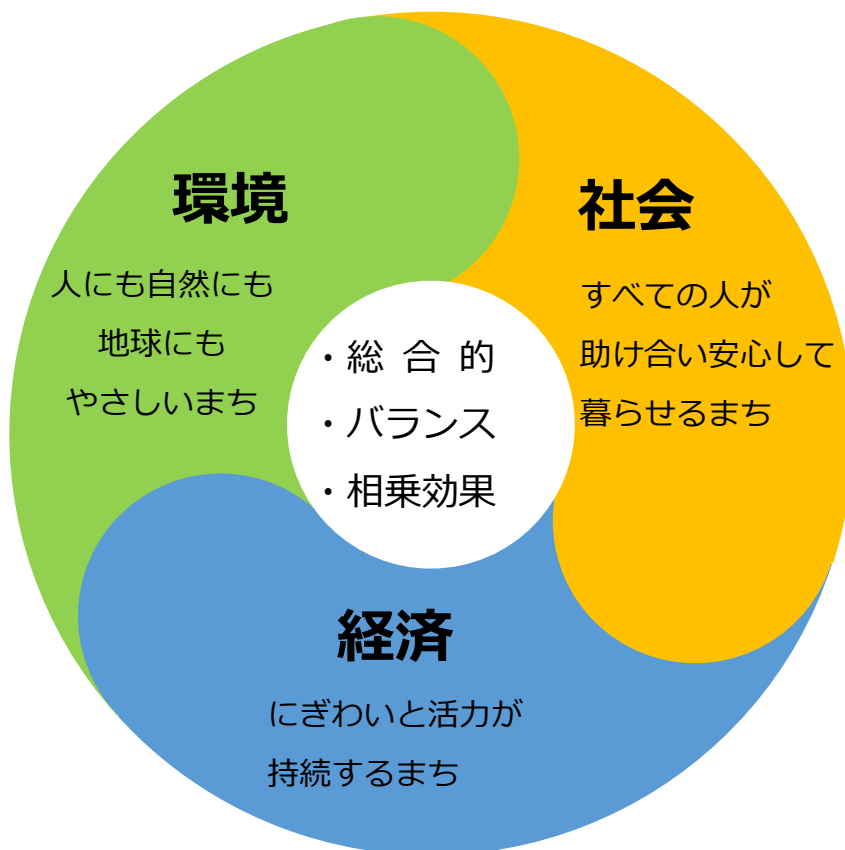 環境
人にも自然にも
地球にも
やさしいまち
社会
すべての人が
助け合い安心して
暮らせるまち
・総 合 的
・バランス
・相乗効果
経済
にぎわいと活力が
持続するまち